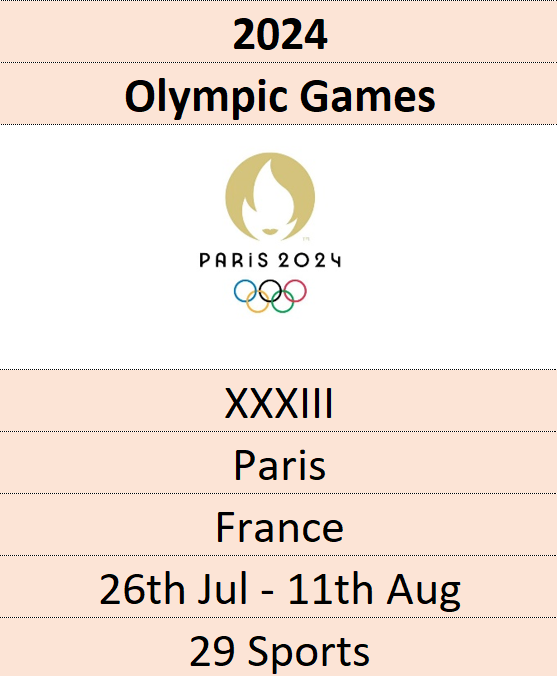 2024
Olympic Games
PARiS 2024
XXXIII
Paris
France
26th Jul - 11th Aug
29 Sports